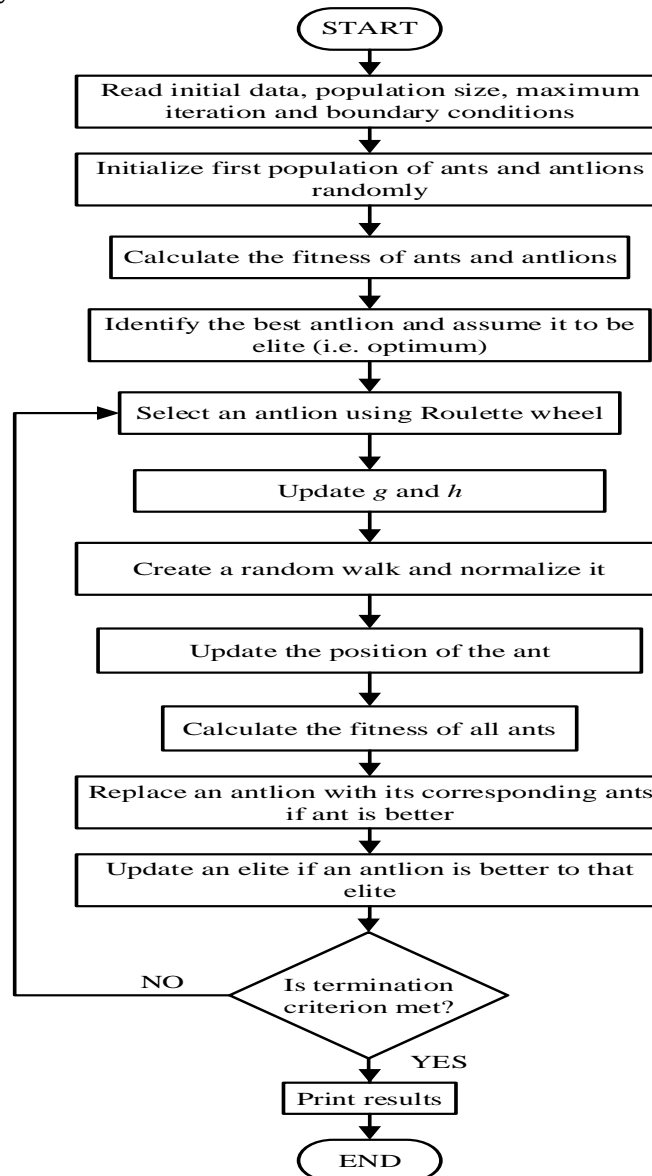 START
Read initial data, population size, maximum
iteration and boundary conditions
Initialize first population of ants and antlions
randomly
Calculate the fitness of ants and antlions
Identify the best antlion and assume it to be
elite (i.e. optimum)
Select an antlion using Roulette wheel
Update g and h
Create a random walk and normalize it
Update the position of the ant
Calculate the fitness of all ants
Replace an antlion with its corresponding ants
if ant is better
Update an elite if an antlion is better to that
elite
Is termination
criterion met?
NO
YES
Print results
END